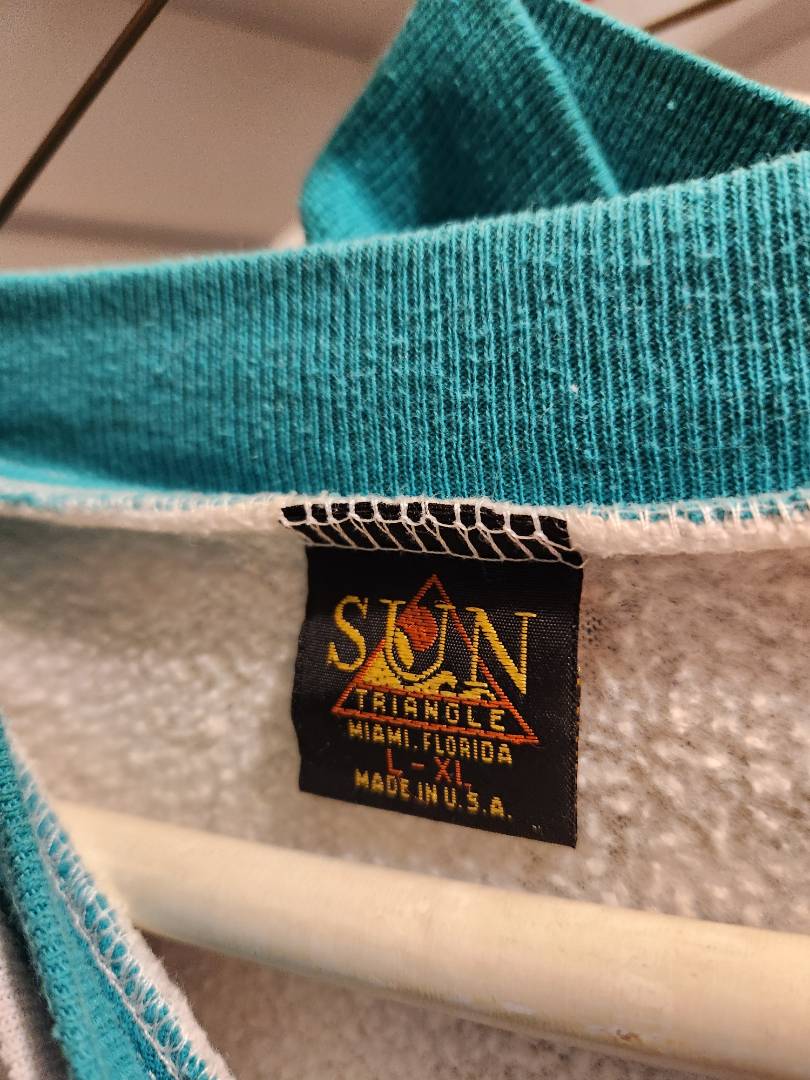 SUN
TRIANGLE
MIAMI, FLORIDA
L - XL
MADE IN U.S.A.